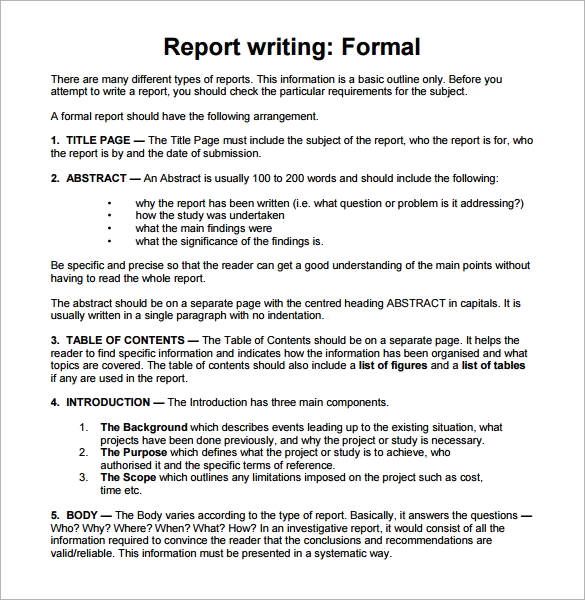 Report writing: Formal
There are many different types of reports. This information is a basic outline only. Before you
attempt to write a report, you should check the particular requirements for the subject.
A formal report should have the following arrangement.
1. TITLE PAGE — The Title Page must include the subject of the report, who the report is for, who
the report is by and the date of submission.
2. ABSTRACT — An Abstract is usually 100 to 200 words and should include the following:
• why the report has been written (i.e. what question or problem is it addressing?)
• how the study was undertaken
• what the main findings were
• what the significance of the findings is.
Be specific and precise so that the reader can get a good understanding of the main points without
having to read the whole report.
The abstract should be on a separate page with the centred heading ABSTRACT in capitals. It is
usually written in a single paragraph with no indentation.
3. TABLE OF CONTENTS — The Table of Contents should be on a separate page. It helps the
reader to find specific information and indicates how the information has been organised and what
topics are covered. The table of contents should also include a list of figures and a list of tables
if any are used in the report.
4. INTRODUCTION — The Introduction has three main components.
1. The Background which describes events leading up to the existing situation, what
projects have been done previously, and why the project or study is necessary.
2. The Purpose which defines what the project or study is to achieve, who
authorised it and the specific terms of reference.
3. The Scope which outlines any limitations imposed on the project such as cost,
time etc.
5. BODY — The Body varies according to the type of report. Basically, it answers the questions —
Who? Why? Where? When? What? How? In an investigative report, it would consist of all the
information required to convince the reader that the conclusions and recommendations are
valid/reliable. This information must be presented in a systematic way.